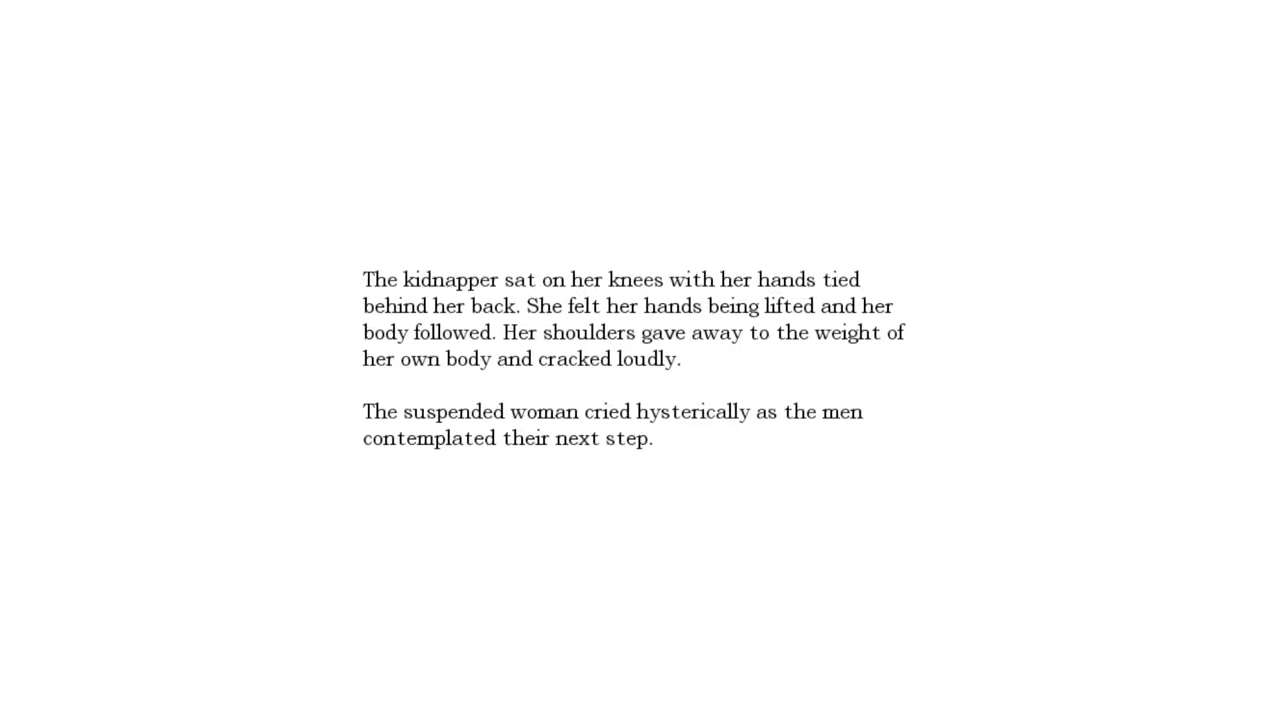 The kidnapper sat on her knees with her hands tied
behind her back. She felt her hands being lifted and her
body followed. Her shoulders gave away to the weight of
her own body and cracked loudly.
The suspended woman cried hysterically as the men
contemplated their next step.